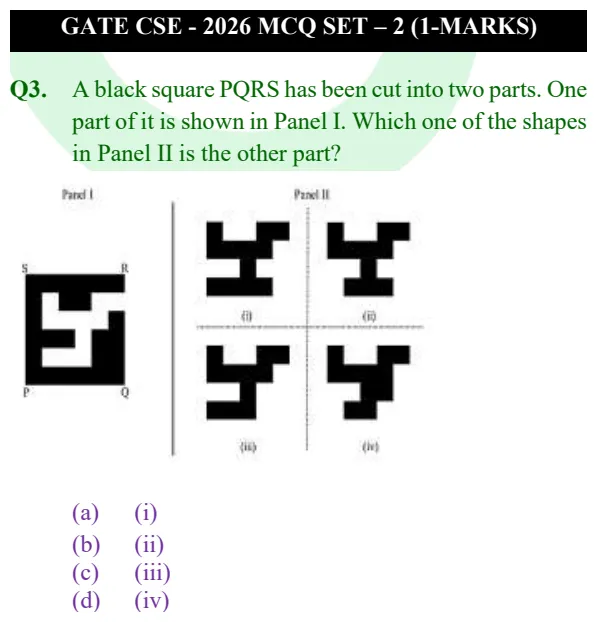 GATE CSE - 2026 MCQ SET – 2 (1-MARKS)
Q3. A black square PQRS has been cut into two parts. One
part of it is shown in Panel I. Which one of the shapes
in Panel II is the other part?
Panel I
Panel II
S R
P Q
(i)
(ii)
(iii)
(iv)
(a) (i)
(b) (ii)
(c) (iii)
(d) (iv)